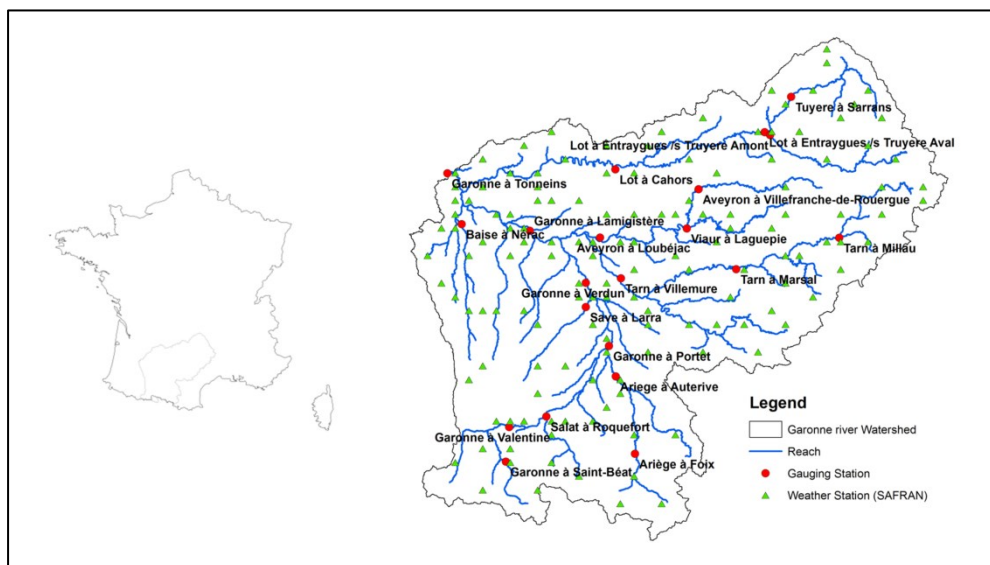 Tuyere à Sarrans
Lot à Entraygues /s Truyere Amont
Lot à Entraygues /s Truyere Aval
Garonne à Tonneins
Lot à Cahors
Aveyron à Villefranche-de-Rouergue
Garonne à Lamigistère
Baise à Nérac
Aveyron à Loubéjac
Viaur à Laguepie
Tarn à Millau
Tarn à Villemure
Tarn à Marsal
Garonne à Verdun
Save à Larra
Garonne à Portet
Ariege à Auterive
Legend
Garonne river Watershed
Salat à Roquefort
Garonne à Valentine
Reach
Ariège à Foix
Garonne à Saint-Béat
Gauging Station
Weather Station (SAFRAN)